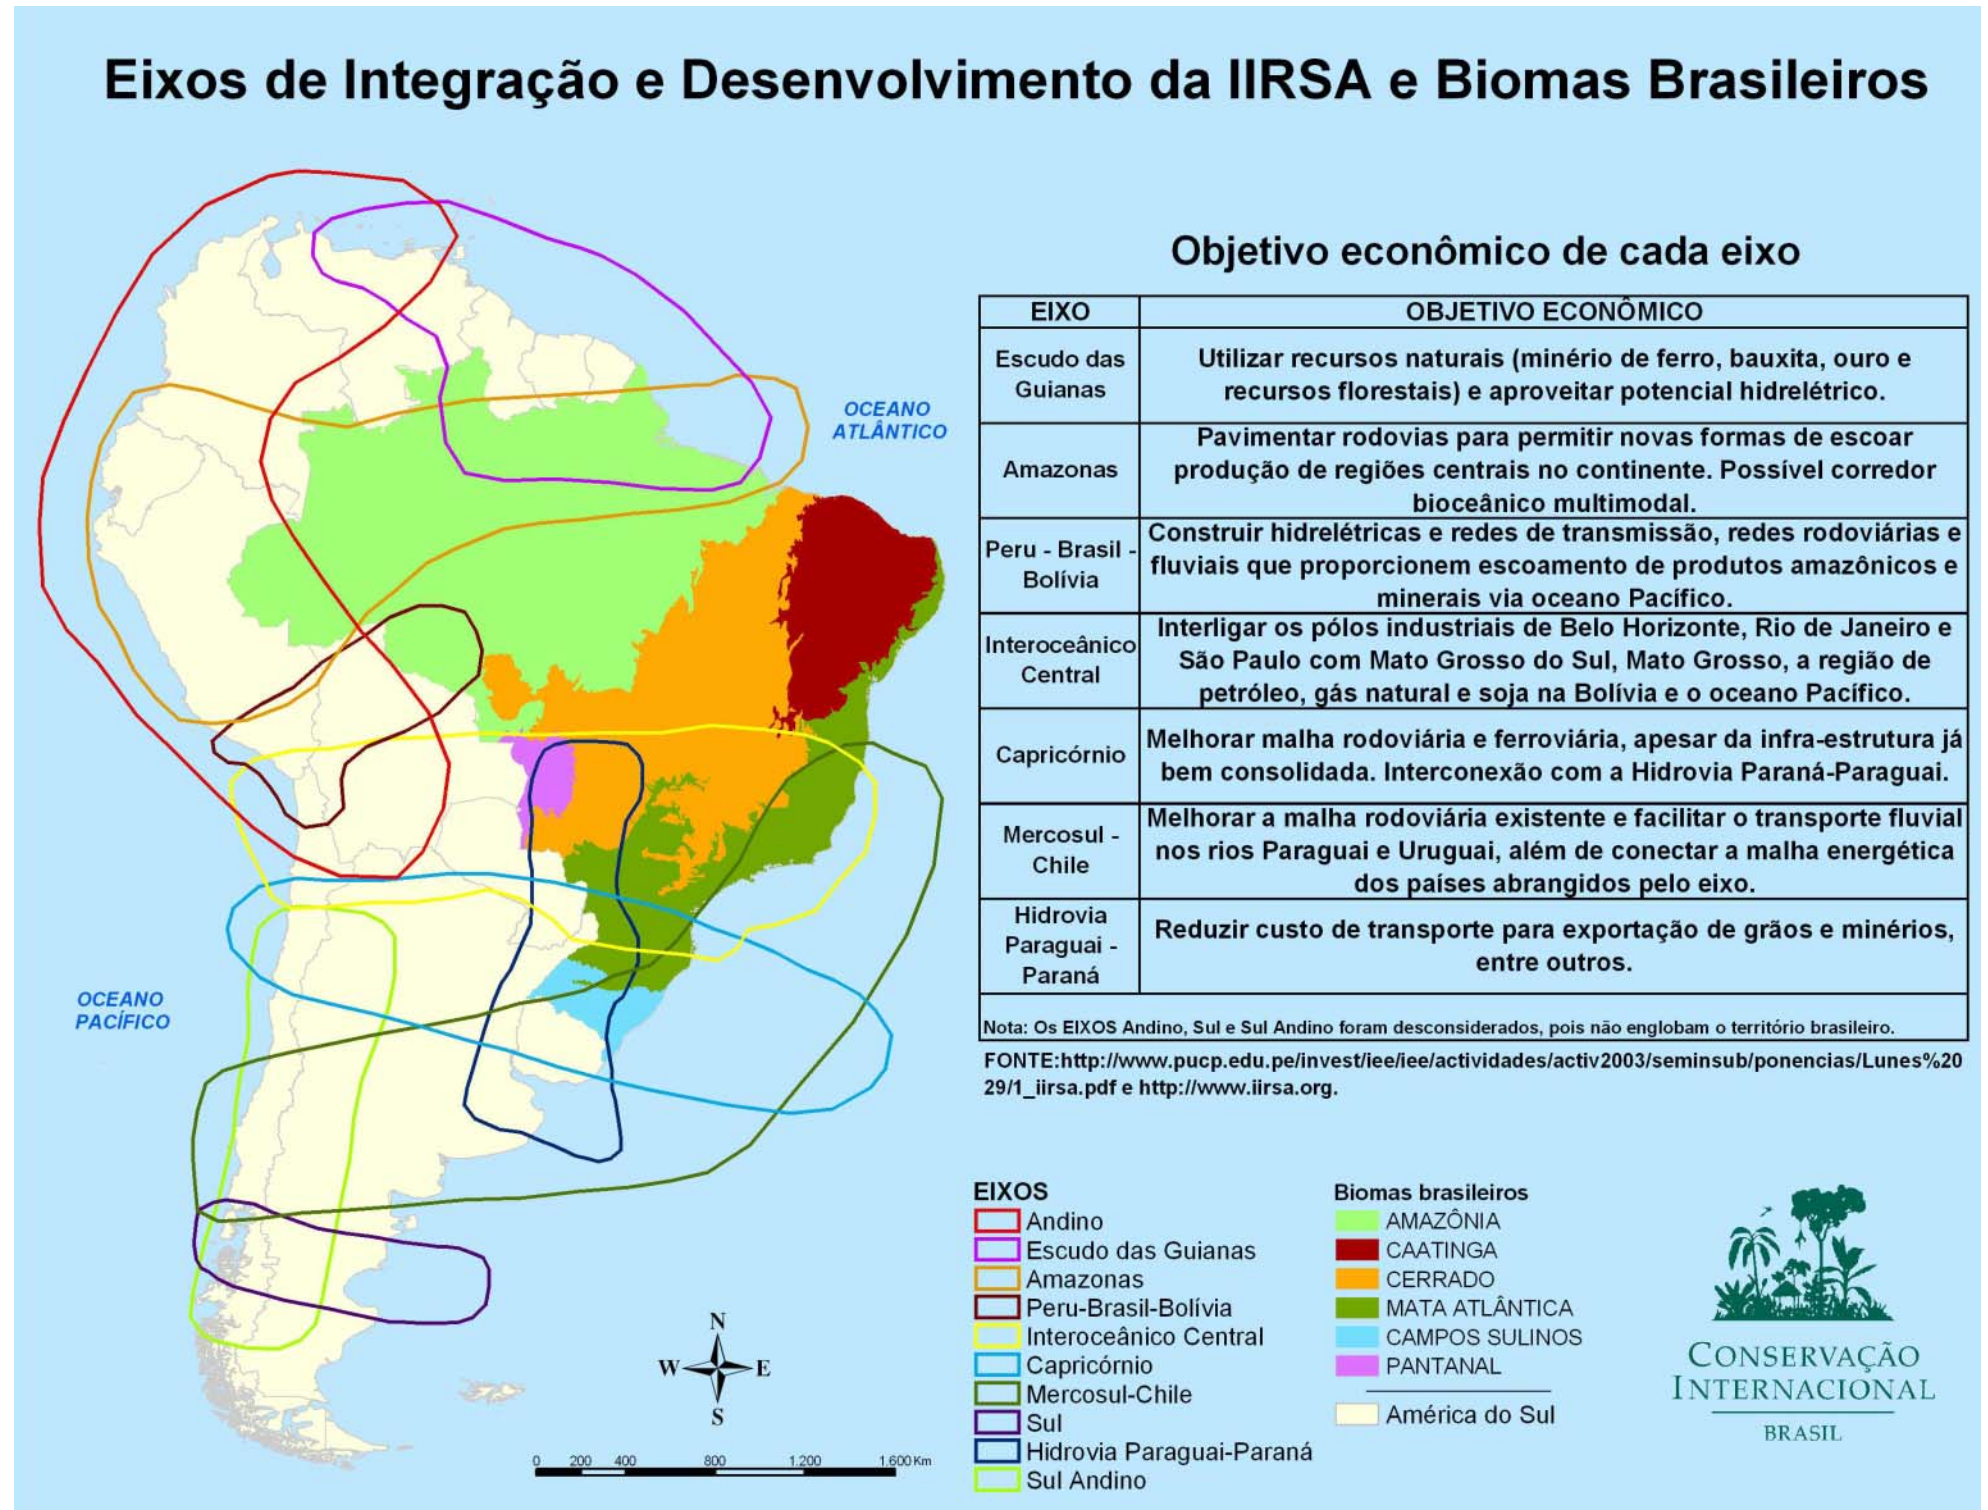 Eixos de Integração e Desenvolvimento da IIRSA e Biomas Brasileiros
OCEANO
ATLÂNTICO
OCEANO
PACÍFICO
Objetivo econômico de cada eixo
EIXO
OBJETIVO ECONÔMICO
Escudo das
Guianas
Utilizar recursos naturais (minério de ferro, bauxita, ouro e
recursos florestais) e aproveitar potencial hidrelétrico.
Amazonas
Pavimentar rodovias para permitir novas formas de escoar
produção de regiões centrais no continente. Possível corredor
bioceânico multimodal.
Peru - Brasil -
Bolívia
Construir hidrelétricas e redes de transmissão, redes rodoviárias e
fluviais que proporcionem escoamento de produtos amazônicos e
minerais via oceano Pacífico.
Interoceânico
Central
Interligar os pólos industriais de Belo Horizonte, Rio de Janeiro e
São Paulo com Mato Grosso do Sul, Mato Grosso, a região de
petróleo, gás natural e soja na Bolívia e o oceano Pacífico.
Capricórnio
Melhorar malha rodoviária e ferroviária, apesar da infra-estrutura já
bem consolidada. Interconexão com a Hidrovia Paraná-Paraguai.
Mercosul -
Chile
Melhorar a malha rodoviária existente e facilitar o transporte fluvial
nos rios Paraguai e Uruguai, além de conectar a malha energética
dos países abrangidos pelo eixo.
Hidrovia
Paraguai -
Paraná
Reduzir custo de transporte para exportação de grãos e minérios,
entre outros.
Nota: Os EIXOS Andino, Sul e Sul Andino foram desconsiderados, pois não englobam o território brasileiro.
FONTE:http://www.pucp.edu.pe/invest/iee/iee/actividades/activ2003/seminsub/ponencias/Lunes%20
29/1_iirsa.pdf e http://www.iirsa.org.
EIXOS
Andino
Escudo das Guianas
Amazonas
Peru-Brasil-Bolívia
Interoceânico Central
Capricórnio
Mercosul-Chile
Sul
Hidrovia Paraguai-Paraná
Sul Andino
Biomas brasileiros
AMAZÔNIA
CAATINGA
CERRADO
MATA ATLÂNTICA
CAMPOS SULINOS
PANTANAL
América do Sul
N
W E
S
0 200 400 800 1.200 1.600 Km
CONSERVAÇÃO
INTERNACIONAL
BRASIL